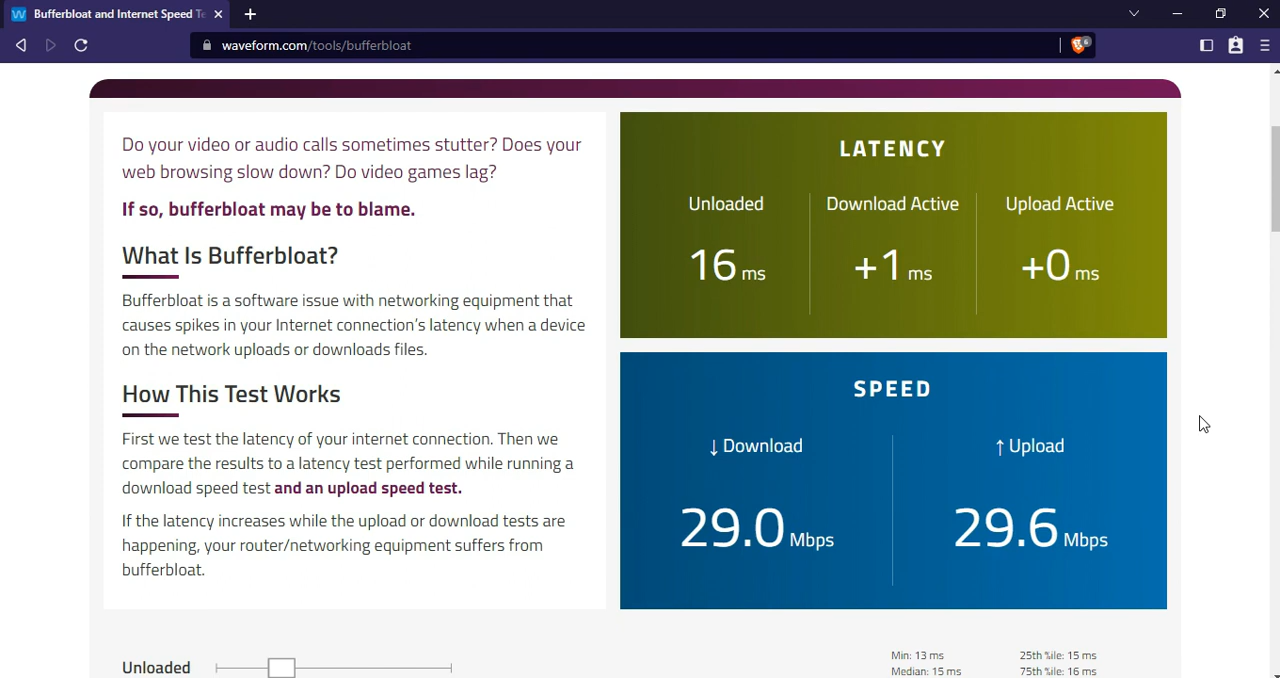 Bufferbloat and Internet Speed Te
waveform.com/tools/bufferbloat
6
Do your video or audio calls sometimes stutter? Does your
web browsing slow down? Do video games lag?
If so, bufferbloat may be to blame.
What Is Bufferbloat?
Bufferbloat is a software issue with networking equipment that
causes spikes in your Internet connection's latency when a device
on the network uploads or downloads files.
How This Test Works
First we test the latency of your internet connection. Then we
compare the results to a latency test performed while running a
download speed test and an upload speed test.
If the latency increases while the upload or download tests are
happening, your router/networking equipment suffers from
bufferbloat.
LATENCY
Unloaded Download Active Upload Active
16 ms +1 ms +0 ms
SPEED
↓ Download ↑ Upload
29.0 Mbps 29.6 Mbps
Unloaded
Min: 13 ms 25th %ile: 15 ms
Median: 15 ms 75th %ile: 16 ms